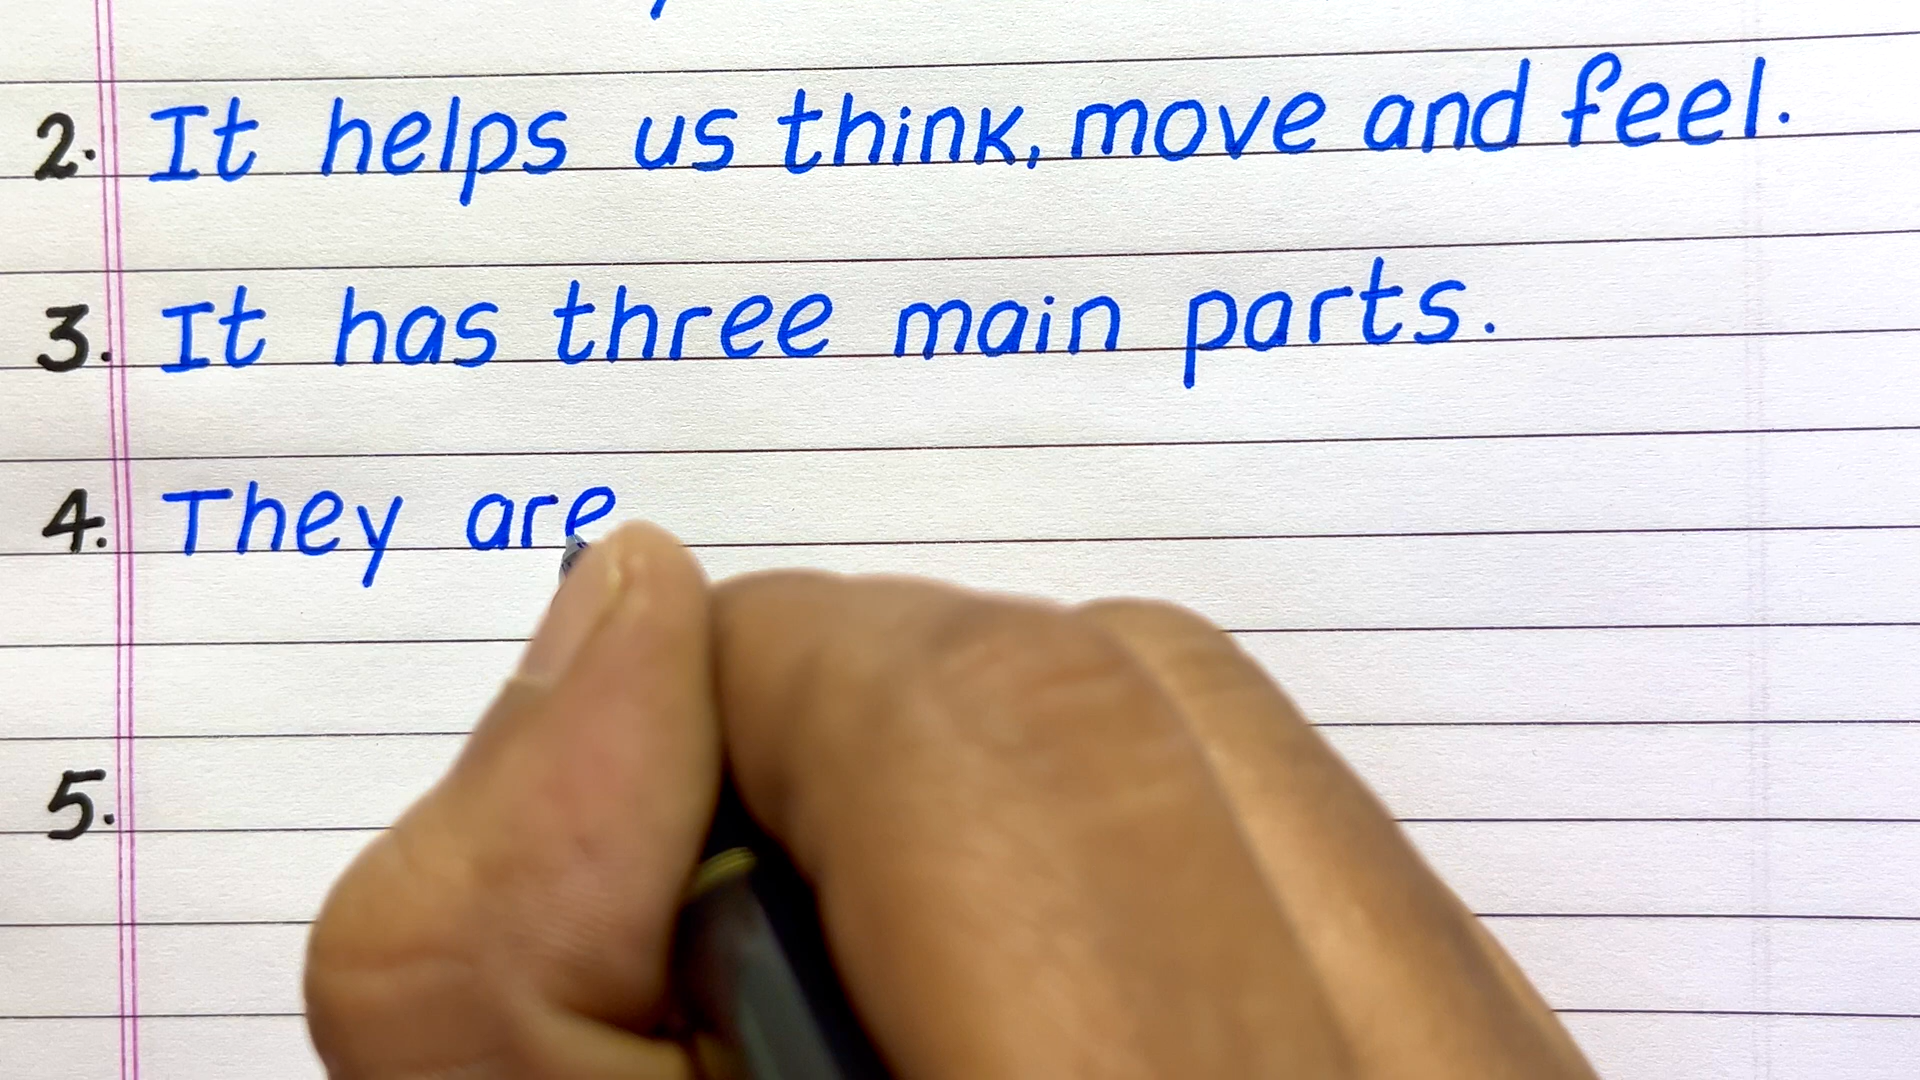 2. It helps us think, move and feel.
3. It has three main parts.
4. They are
5.